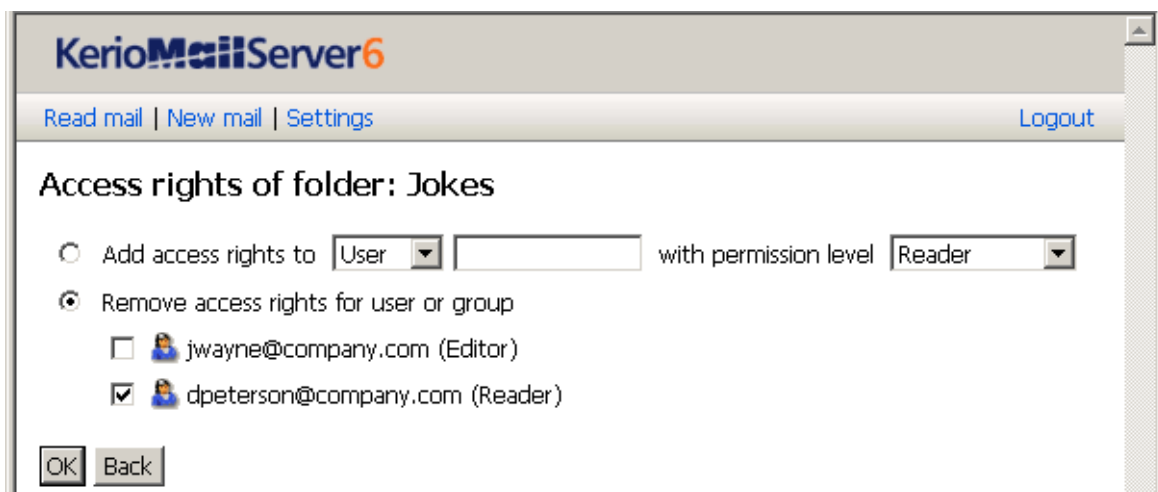 KerioMailServer6
Read mail | New mail | Settings Logout
Access rights of folder: Jokes
Add access rights to User with permission level Reader
Remove access rights for user or group
jwayne@company.com (Editor)
dpeterson@company.com (Reader)
OK Back